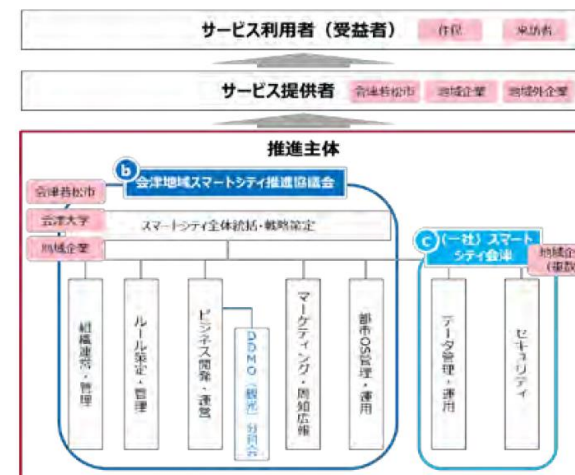 サービス利用者（受益者）
住民
来訪者
サービス提供者
会津若松市
地域企業
地域外企業
推進主体
b
会津地域スマートシティ推進協議会
会津若松市
会津大学
地域企業
スマートシティ全体統括・戦略策定
c
（一社）スマート
シティ会津
地域企
（複数
組織運営・管理
ルール策定・管理
ビジネス開発・運営
DDMO（観光）分科会
マーケティング・周知広報
都市OS管理・運用
データ管理・運用
セキュリティ